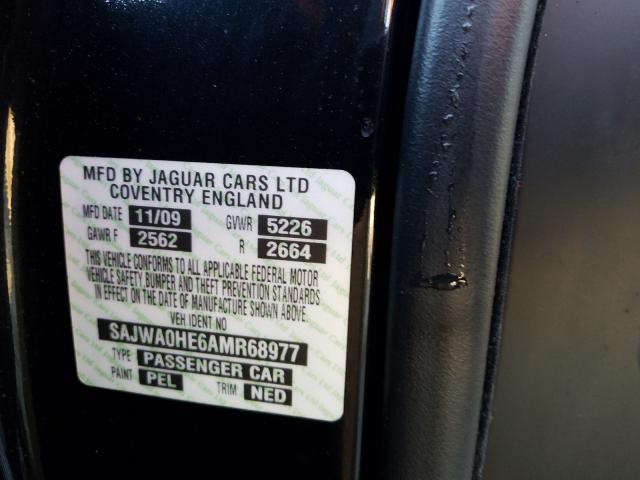 MFD BY JAGUAR CARS LTD
COVENTRY ENGLAND
MFD DATE 11/09 GVWR 5226
GAWR F 2562 R 2664
THIS VEHICLE CONFORMS TO ALL APPLICABLE FEDERAL MOTOR
VEHICLE SAFETY, BUMPER AND THEFT PREVENTION STANDARDS
IN EFFECT ON THE DATE OF MANUFACTURE SHOWN ABOVE.
VEH IDENT NO
SAJWA0HE6AMR68977
TYPE PASSENGER CAR
PAINT PEL TRIM NED